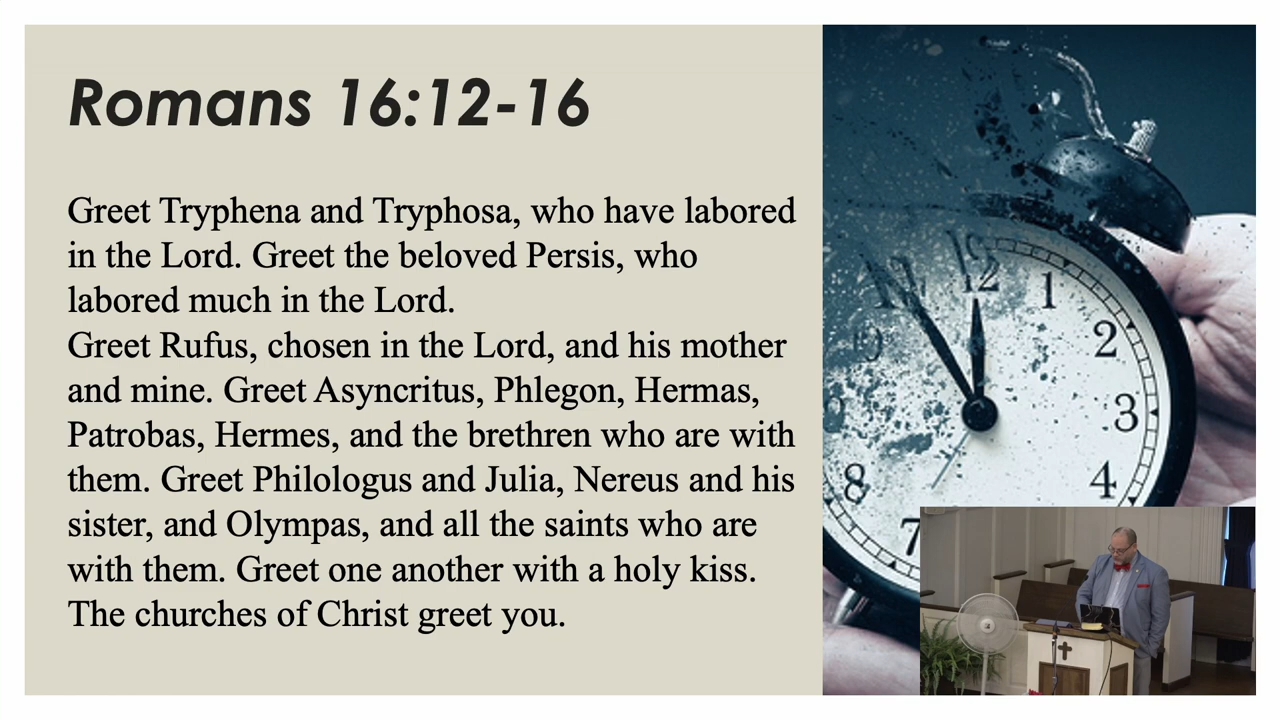 Romans 16:12-16
Greet Tryphena and Tryphosa, who have labored
in the Lord. Greet the beloved Persis, who
labored much in the Lord.
Greet Rufus, chosen in the Lord, and his mother
and mine. Greet Asyncritus, Phlegon, Hermas,
Patrobas, Hermes, and the brethren who are with
them. Greet Philologus and Julia, Nereus and his
sister, and Olympas, and all the saints who are
with them. Greet one another with a holy kiss.
The churches of Christ greet you.
12
1
2
3
4
7
8